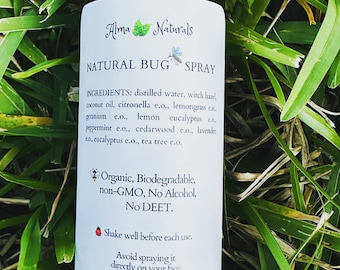 Alma Naturals
NATURAL BUG SPRAY
INGREDIENTS: distilled water, witch hazel,
coconut oil, citronella e.o., lemongrass e.o,
geranium e.o., lemon eucalyptus e.o.,
peppermint e.o., cedarwood e.o., lavender
e.o., eucalyptus e.o., tea tree e.o.
Organic, Biodegradable,
non-GMO, No Alcohol,
No DEET.
Shake well before each use.
Avoid spraying it
directly on your face